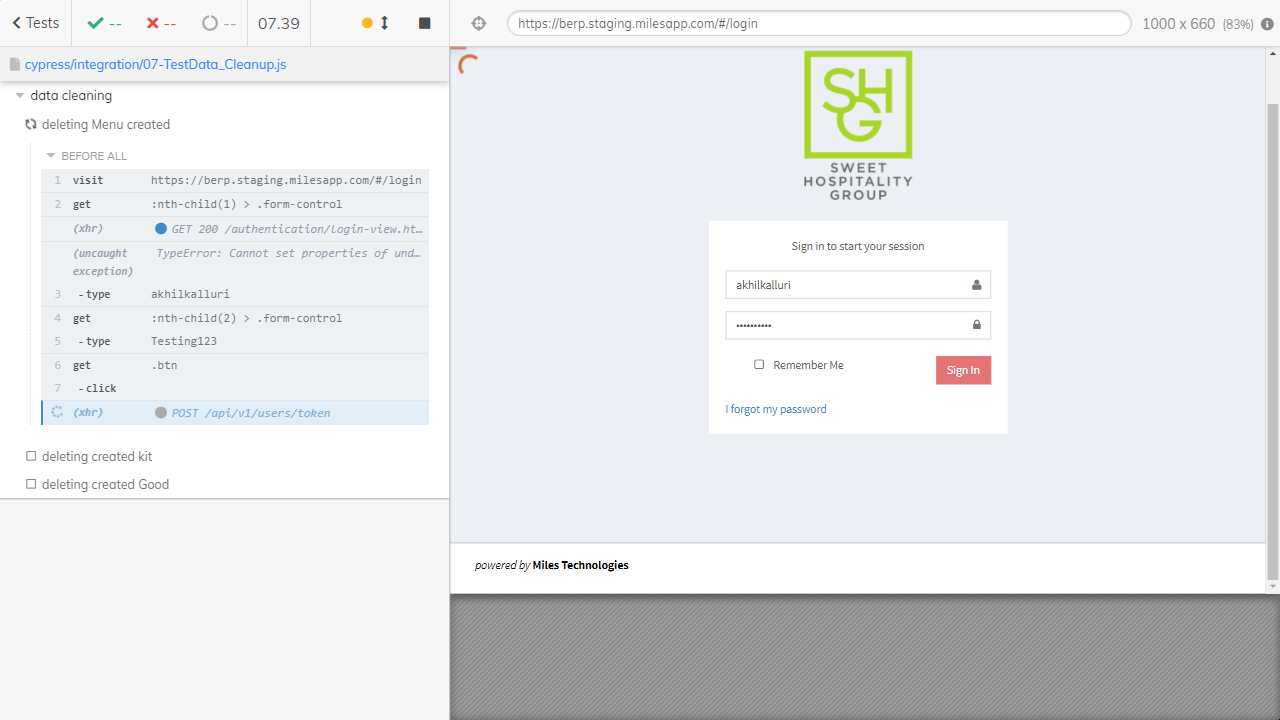 Tests
--
--
--
07.39
https://berp.staging.milesapp.com/#/login
1000 x 660 (83%)
cypress/integration/07-TestData_Cleanup.js
data cleaning
deleting Menu created
BEFORE ALL
1 visit https://berp.staging.milesapp.com/#/login
2 get :nth-child(1) > .form-control
(xhr) GET 200 /authentication/login-view.ht…
(uncaught exception) TypeError: Cannot set properties of und…
3 -type akhilkalluri
4 get :nth-child(2) > .form-control
5 -type Testing123
6 get .btn
7 -click
(xhr) POST /api/v1/users/token
deleting created kit
deleting created Good
SHG
SWEET
HOSPITALITY
GROUP
Sign in to start your session
akhilkalluri
••••••••••
Remember Me
Sign In
I forgot my password
powered by Miles Technologies